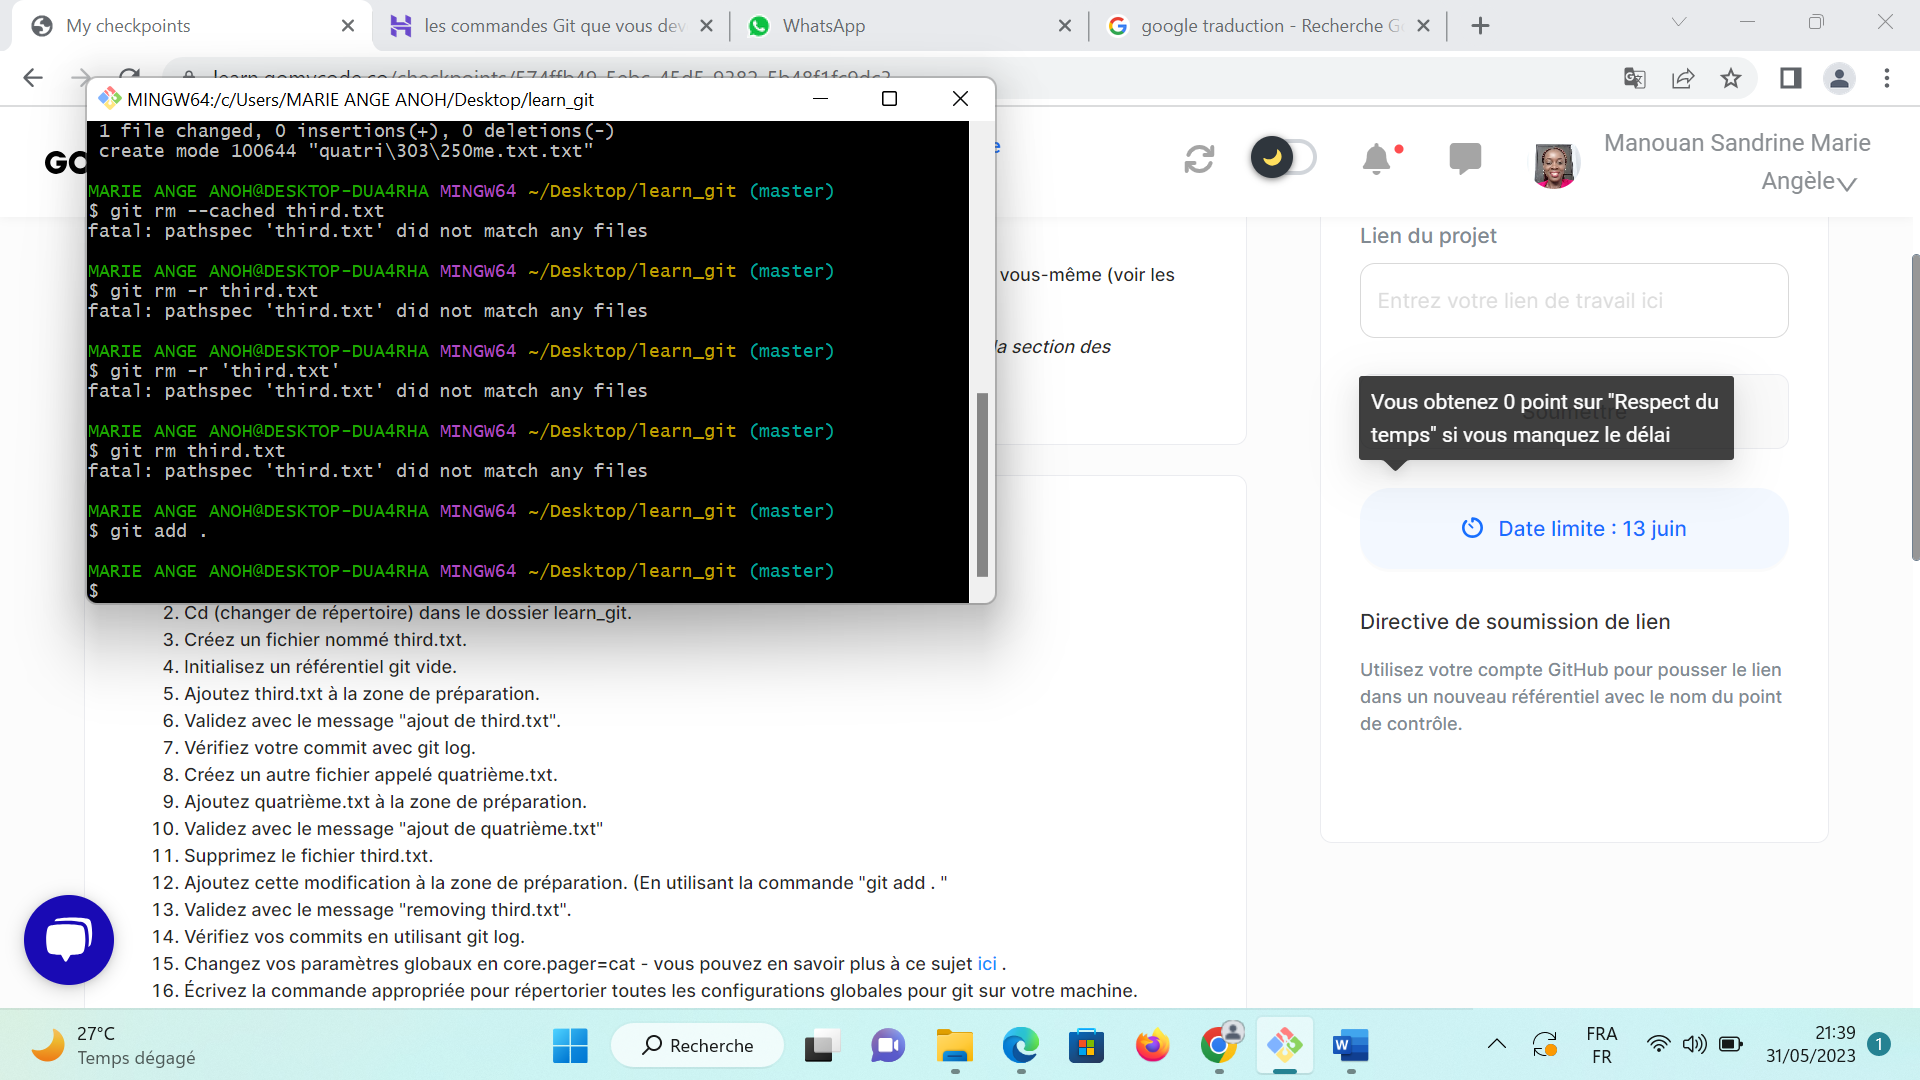 My checkpoints
les commandes Git que vous dev
WhatsApp
google traduction - Recherche G
learn.gomycode.co/checkpoints/574ffb49-5ebc-45d5-9382-5b48f1fc9dc3
MINGW64:/c/Users/MARIE ANGE ANOH/Desktop/learn_git
1 file changed, 0 insertions(+), 0 deletions(-)
create mode 100644 "quatri\303\250me.txt.txt"
MARIE ANGE ANOH@DESKTOP-DUA4RHA MINGW64 ~/Desktop/learn_git (master)
$ git rm --cached third.txt
fatal: pathspec 'third.txt' did not match any files
MARIE ANGE ANOH@DESKTOP-DUA4RHA MINGW64 ~/Desktop/learn_git (master)
$ git rm -r third.txt
fatal: pathspec 'third.txt' did not match any files
MARIE ANGE ANOH@DESKTOP-DUA4RHA MINGW64 ~/Desktop/learn_git (master)
$ git rm -r 'third.txt'
fatal: pathspec 'third.txt' did not match any files
MARIE ANGE ANOH@DESKTOP-DUA4RHA MINGW64 ~/Desktop/learn_git (master)
$ git rm third.txt
fatal: pathspec 'third.txt' did not match any files
MARIE ANGE ANOH@DESKTOP-DUA4RHA MINGW64 ~/Desktop/learn_git (master)
$ git add .
MARIE ANGE ANOH@DESKTOP-DUA4RHA MINGW64 ~/Desktop/learn_git (master)
$
GO
e
Manouan Sandrine Marie
Angèle
vous-même (voir les
la section des
2. Cd (changer de répertoire) dans le dossier learn_git.
3. Créez un fichier nommé third.txt.
4. Initialisez un référentiel git vide.
5. Ajoutez third.txt à la zone de préparation.
6. Validez avec le message "ajout de third.txt".
7. Vérifiez votre commit avec git log.
8. Créez un autre fichier appelé quatrième.txt.
9. Ajoutez quatrième.txt à la zone de préparation.
10. Validez avec le message "ajout de quatrième.txt"
11. Supprimez le fichier third.txt.
12. Ajoutez cette modification à la zone de préparation. (En utilisant la commande "git add . "
13. Validez avec le message "removing third.txt".
14. Vérifiez vos commits en utilisant git log.
15. Changez vos paramètres globaux en core.pager=cat - vous pouvez en savoir plus à ce sujet ici .
16. Écrivez la commande appropriée pour répertorier toutes les configurations globales pour git sur votre machine.
Lien du projet
Entrez votre lien de travail ici
Soumettre
Vous obtenez 0 point sur "Respect du
temps" si vous manquez le délai
Date limite : 13 juin
Directive de soumission de lien
Utilisez votre compte GitHub pour pousser le lien
dans un nouveau référentiel avec le nom du point
de contrôle.
27°C
Temps dégagé
Recherche
FRA
FR
21:39
31/05/2023
1